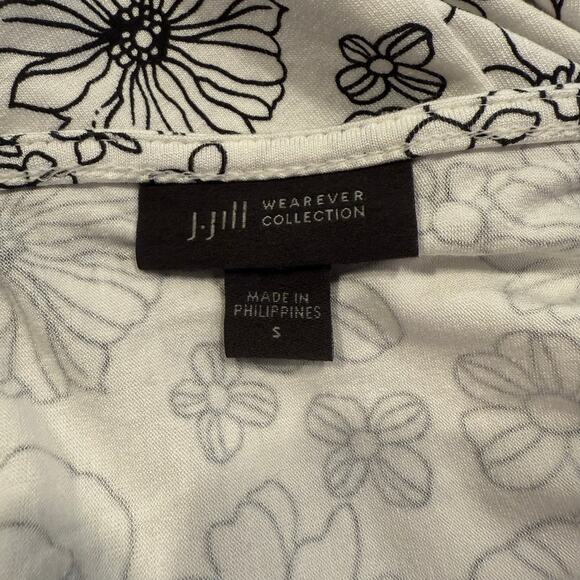 J.Jill
WEAREVER
COLLECTION
MADE IN
PHILIPPINES
S